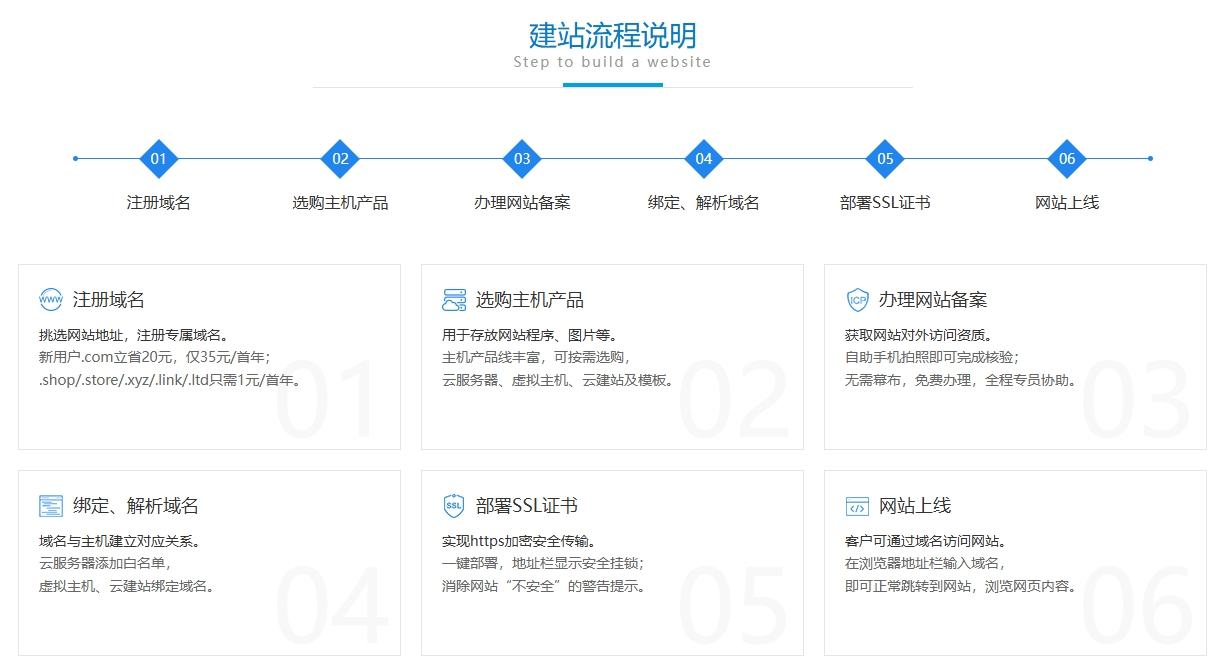 建站流程说明
Step to build a website
01
02
03
04
05
06
注册域名
选购主机产品
办理网站备案
绑定、解析域名
部署SSL证书
网站上线
www 注册域名
挑选网站地址，注册专属域名。
新用户.com立省20元，仅35元/首年；
.shop/.store/.xyz/.link/.ltd只需1元/首年。
01
选购主机产品
用于存放网站程序、图片等。
主机产品线丰富，可按需选购，
云服务器、虚拟主机、云建站及模板。
02
ICP 办理网站备案
获取网站对外访问资质。
自助手机拍照即可完成核验；
无需幕布，免费办理，全程专员协助。
03
绑定、解析域名
域名与主机建立对应关系。
云服务器添加白名单，
虚拟主机、云建站绑定域名。
04
SSL 部署SSL证书
实现https加密安全传输。
一键部署，地址栏显示安全挂锁；
消除网站“不安全”的警告提示。
05
</> 网站上线
客户可通过域名访问网站。
在浏览器地址栏输入域名，
即可正常跳转到网站，浏览网页内容。
06